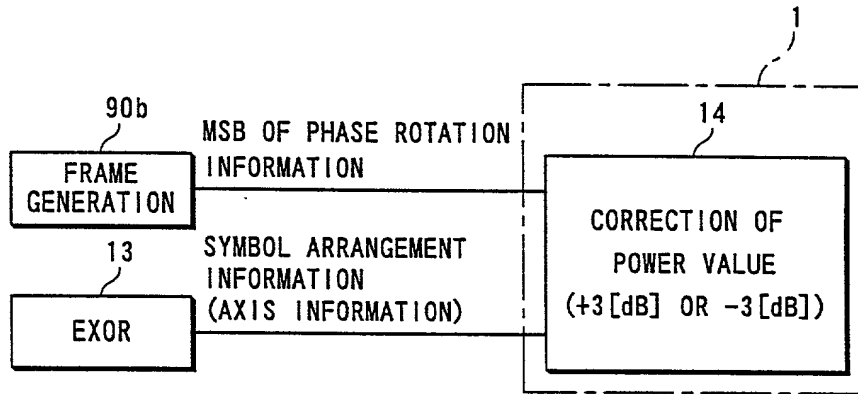 1
90b
MSB OF PHASE ROTATION
INFORMATION
14
FRAME
GENERATION
CORRECTION OF
POWER VALUE
(+3[dB] OR -3[dB])
13
SYMBOL ARRANGEMENT
INFORMATION
(AXIS INFORMATION)
EXOR